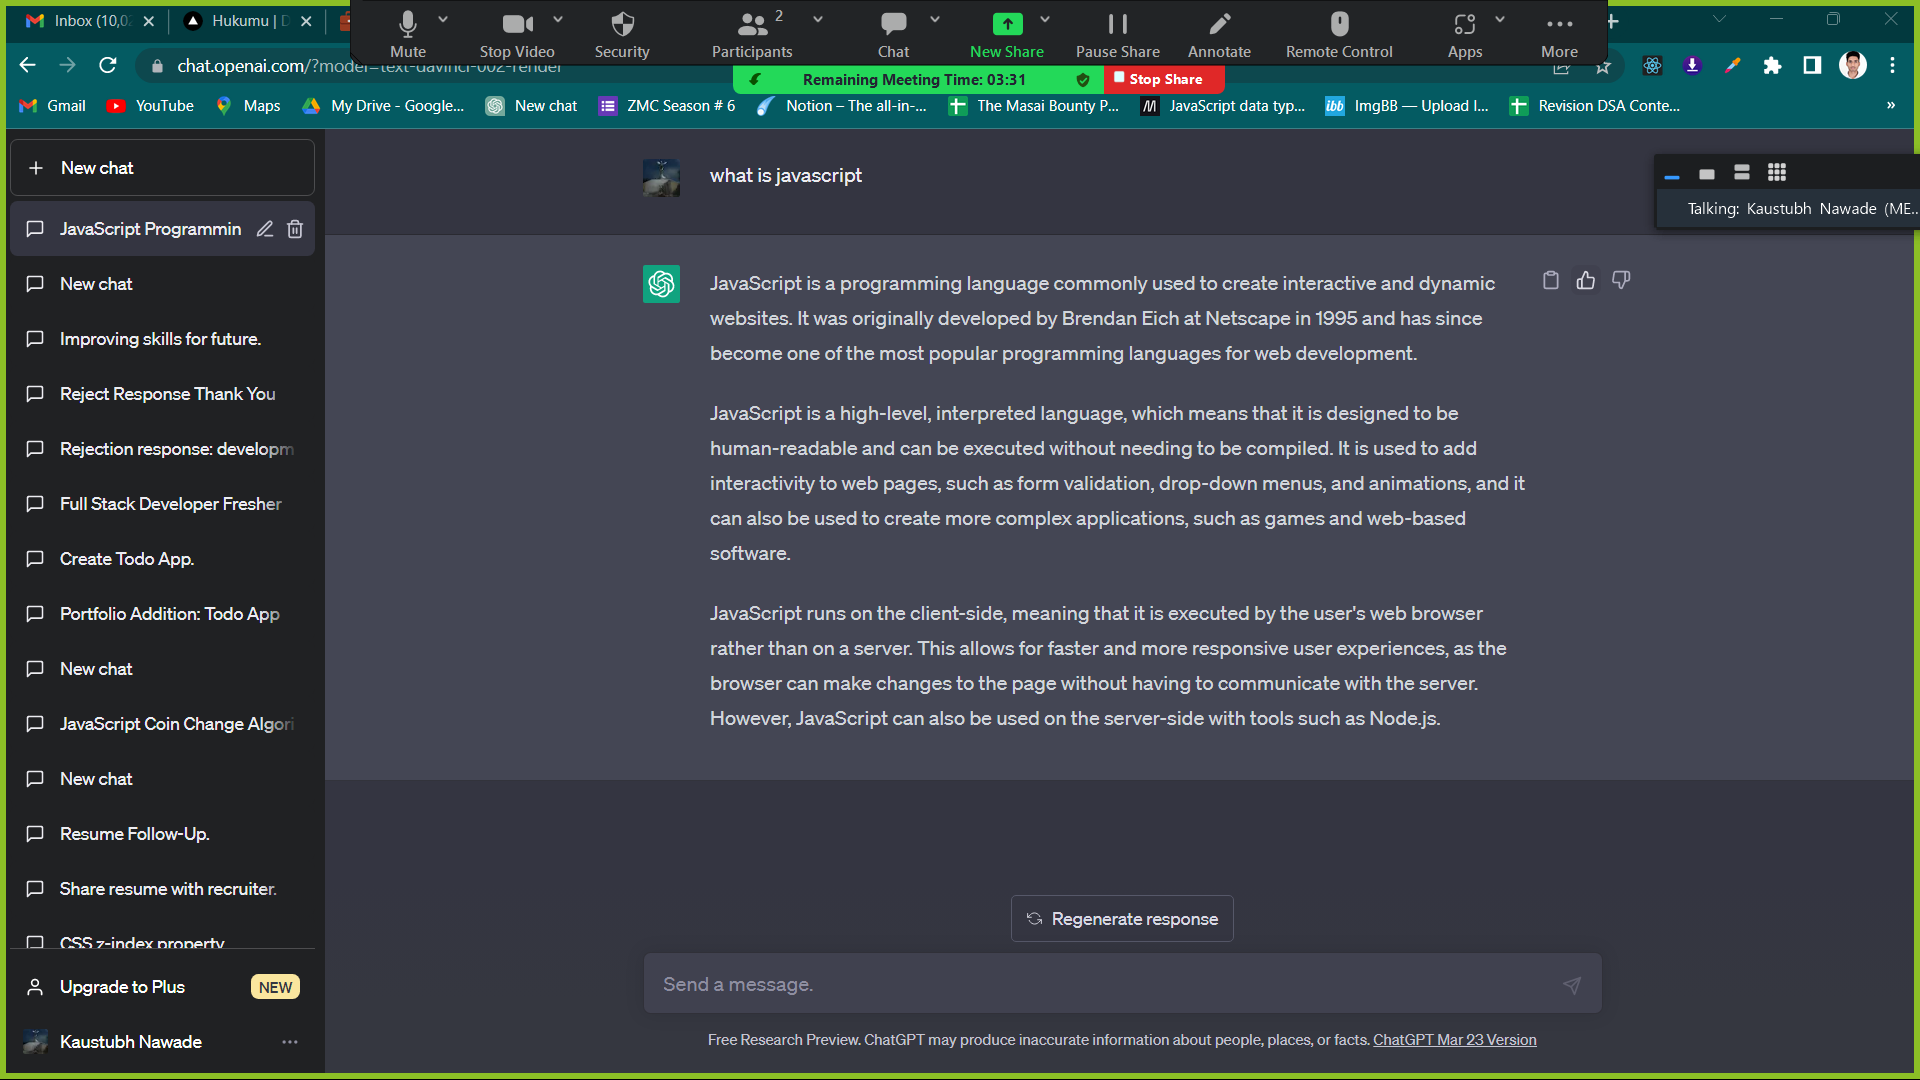 Inbox (10,0
Hukumu | D
Mute
Stop Video
Security
Participants
2
Chat
New Share
Pause Share
Annotate
Remote Control
Apps
More
Remaining Meeting Time: 03:31
Stop Share
chat.openai.com/?model=text-davinci-002-render
Gmail
YouTube
Maps
My Drive - Google...
New chat
ZMC Season # 6
Notion – The all-in-...
The Masai Bounty P...
JavaScript data typ...
ibb
ImgBB — Upload I...
Revision DSA Conte...
»
New chat
JavaScript Programmin
New chat
Improving skills for future.
Reject Response Thank You
Rejection response: developm
Full Stack Developer Fresher
Create Todo App.
Portfolio Addition: Todo App
New chat
JavaScript Coin Change Algori
New chat
Resume Follow-Up.
Share resume with recruiter.
CSS z-index property
Upgrade to Plus
NEW
Kaustubh Nawade
what is javascript
Talking: Kaustubh Nawade (ME...
JavaScript is a programming language commonly used to create interactive and dynamic
websites. It was originally developed by Brendan Eich at Netscape in 1995 and has since
become one of the most popular programming languages for web development.
JavaScript is a high-level, interpreted language, which means that it is designed to be
human-readable and can be executed without needing to be compiled. It is used to add
interactivity to web pages, such as form validation, drop-down menus, and animations, and it
can also be used to create more complex applications, such as games and web-based
software.
JavaScript runs on the client-side, meaning that it is executed by the user's web browser
rather than on a server. This allows for faster and more responsive user experiences, as the
browser can make changes to the page without having to communicate with the server.
However, JavaScript can also be used on the server-side with tools such as Node.js.
Regenerate response
Send a message.
Free Research Preview. ChatGPT may produce inaccurate information about people, places, or facts. ChatGPT Mar 23 Version